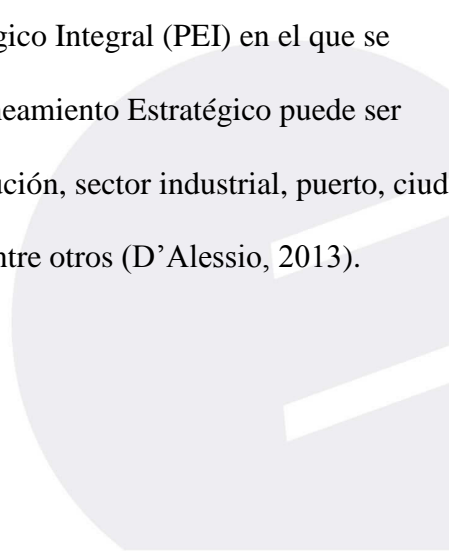 gico Integral (PEI) en el que se
eamiento Estratégico puede ser
ución, sector industrial, puerto, ciud
ntre otros (D’Alessio, 2013).